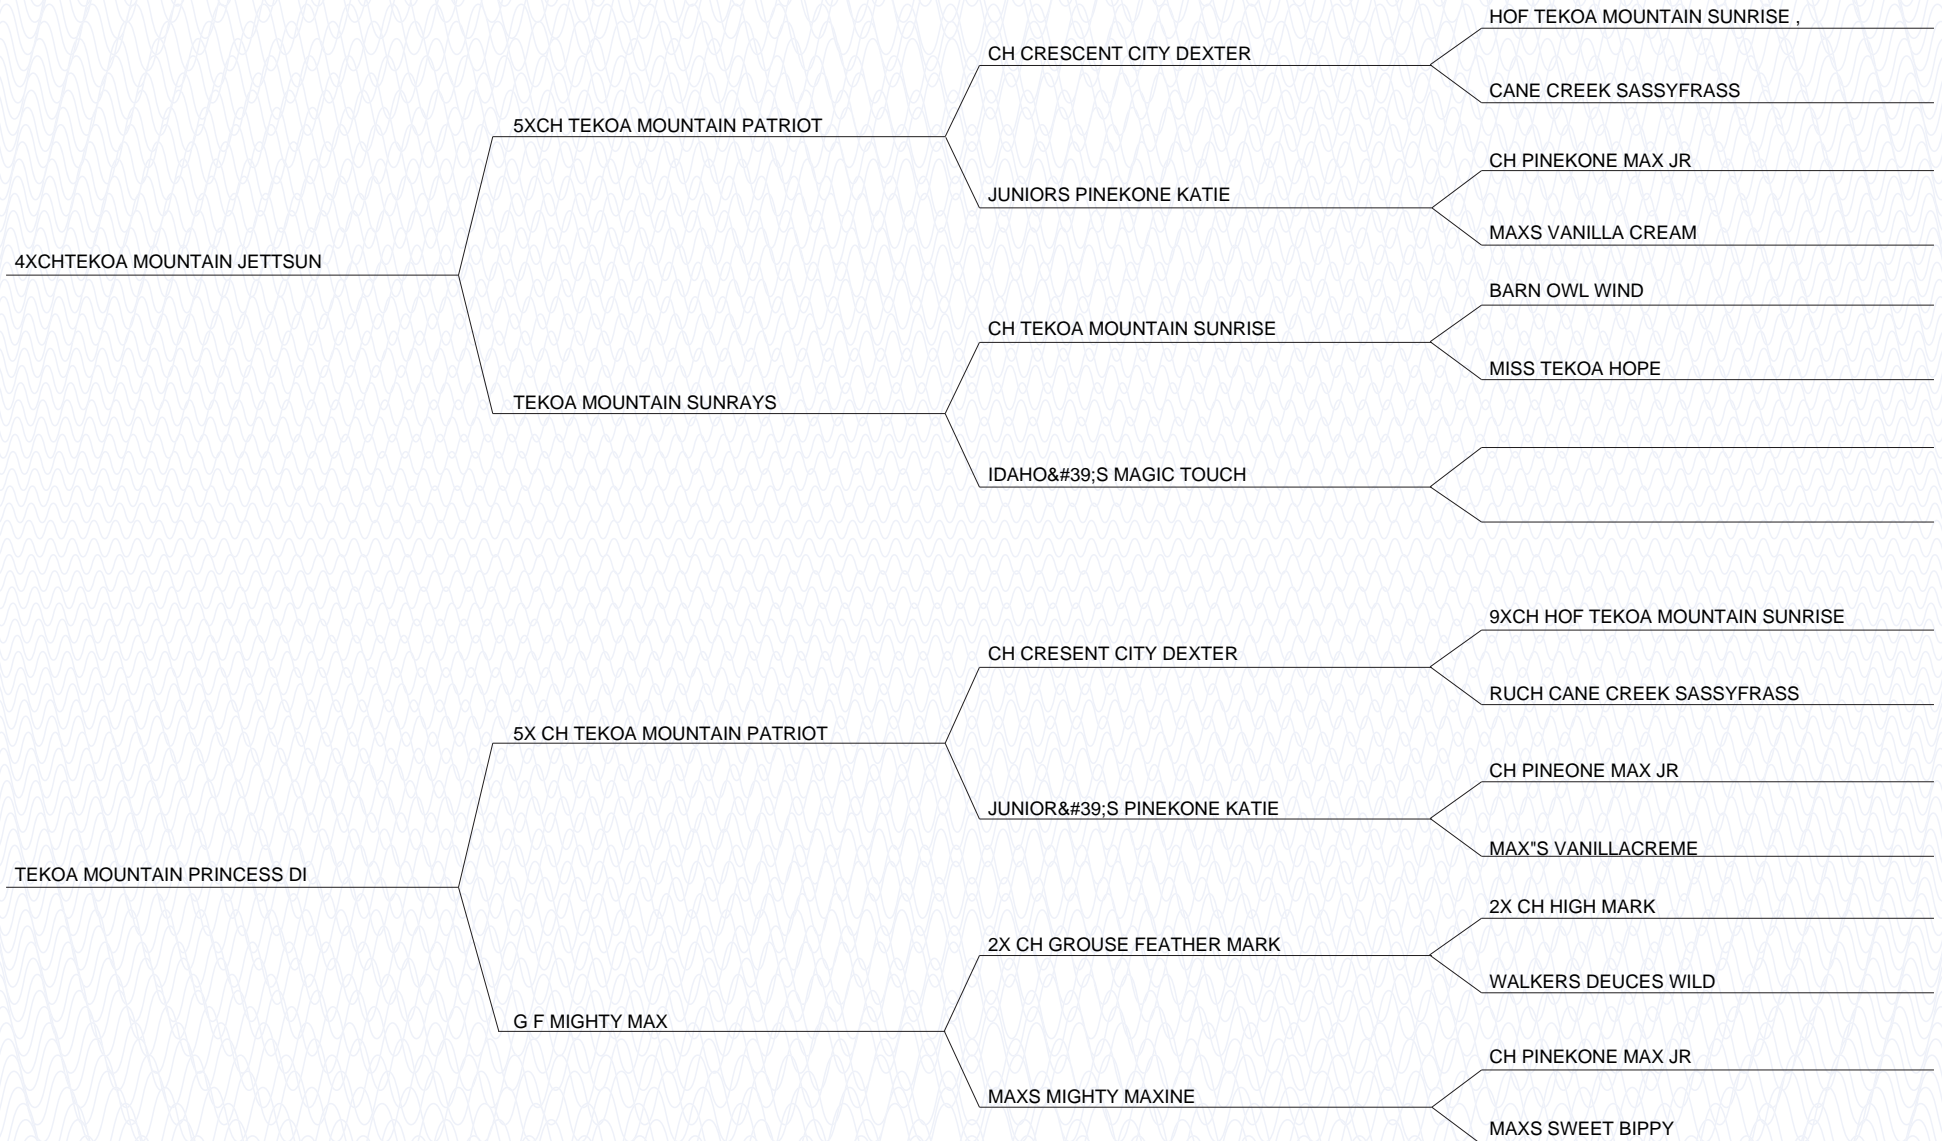 HOF TEKOA MOUNTAIN SUNRISE ,
CH CRESCENT CITY DEXTER
CANE CREEK SASSYFRASS
5XCH TEKOA MOUNTAIN PATRIOT
CH PINEKONE MAX JR
JUNIORS PINEKONE KATIE
MAXS VANILLA CREAM
4XCHTEKOA MOUNTAIN JETTSUN
BARN OWL WIND
CH TEKOA MOUNTAIN SUNRISE
MISS TEKOA HOPE
TEKOA MOUNTAIN SUNRAYS
IDAHO&#39;S MAGIC TOUCH
9XCH HOF TEKOA MOUNTAIN SUNRISE
CH CRESENT CITY DEXTER
RUCH CANE CREEK SASSYFRASS
5X CH TEKOA MOUNTAIN PATRIOT
CH PINEONE MAX JR
JUNIOR&#39;S PINEKONE KATIE
MAX"S VANILLACREME
TEKOA MOUNTAIN PRINCESS DI
2X CH HIGH MARK
2X CH GROUSE FEATHER MARK
WALKERS DEUCES WILD
G F MIGHTY MAX
CH PINEKONE MAX JR
MAXS MIGHTY MAXINE
MAXS SWEET BIPPY